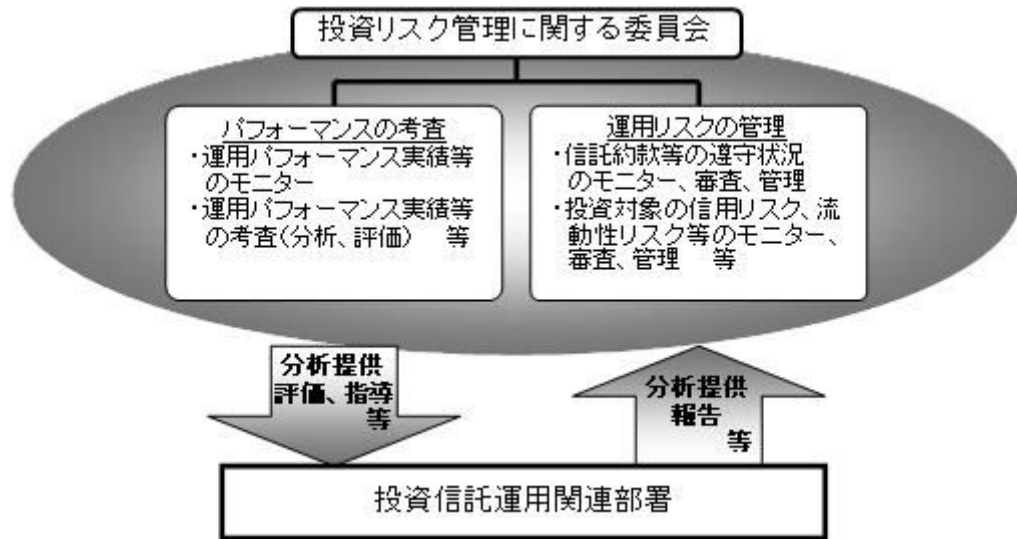 投資リスク管理に関する委員会
パフォーマンスの考査
・運用パフォーマンス実績等
のモニター
・運用パフォーマンス実績等
の考査(分析、評価) 等
運用リスクの管理
・信託約款等の遵守状況
のモニター、審査、管理
・投資対象の信用リスク、流
動性リスク等のモニター、
審査、管理 等
分析提供
評価、指導
等
分析提供
報告
等
投資信託運用関連部署